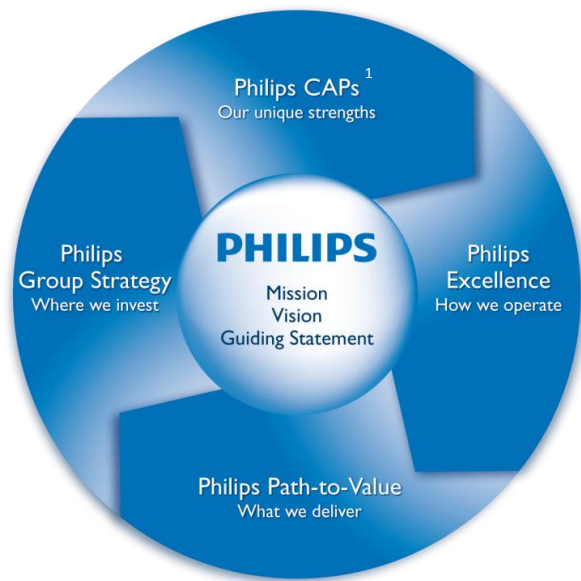 Philips CAPs 1
Our unique strengths
Philips
Group Strategy
Where we invest
PHILIPS
Mission
Vision
Guiding Statement
Philips
Excellence
How we operate
Philips Path-to-Value
What we deliver